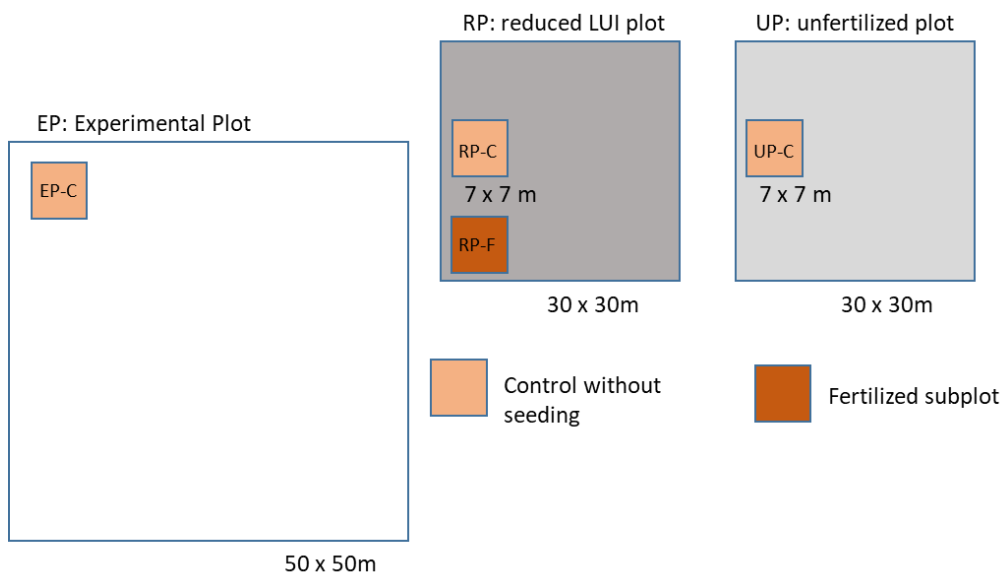 RP: reduced LUI plot
UP: unfertilized plot
EP: Experimental Plot
RP-C
UP-C
EP-C
7 x 7 m
7 x 7 m
RP-F
30 x 30m
30 x 30m
Control without
seeding
Fertilized subplot
50 x 50m